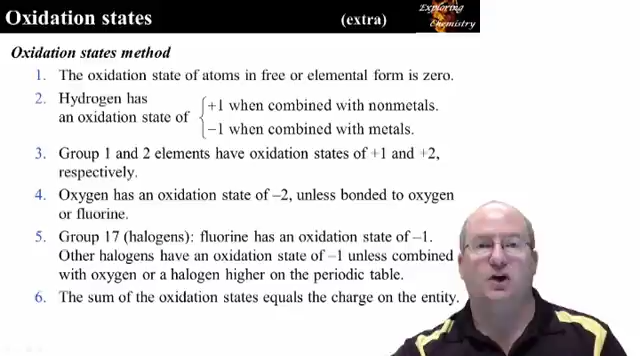 Oxidation states (extra) Exploring Chemistry
Oxidation states method
1. The oxidation state of atoms in free or elemental form is zero.
2. Hydrogen has an oxidation state of { +1 when combined with nonmetals.
−1 when combined with metals.
3. Group 1 and 2 elements have oxidation states of +1 and +2,
respectively.
4. Oxygen has an oxidation state of –2, unless bonded to oxygen
or fluorine.
5. Group 17 (halogens): fluorine has an oxidation state of –1.
Other halogens have an oxidation state of –1 unless combined
with oxygen or a halogen higher on the periodic table.
6. The sum of the oxidation states equals the charge on the entity.